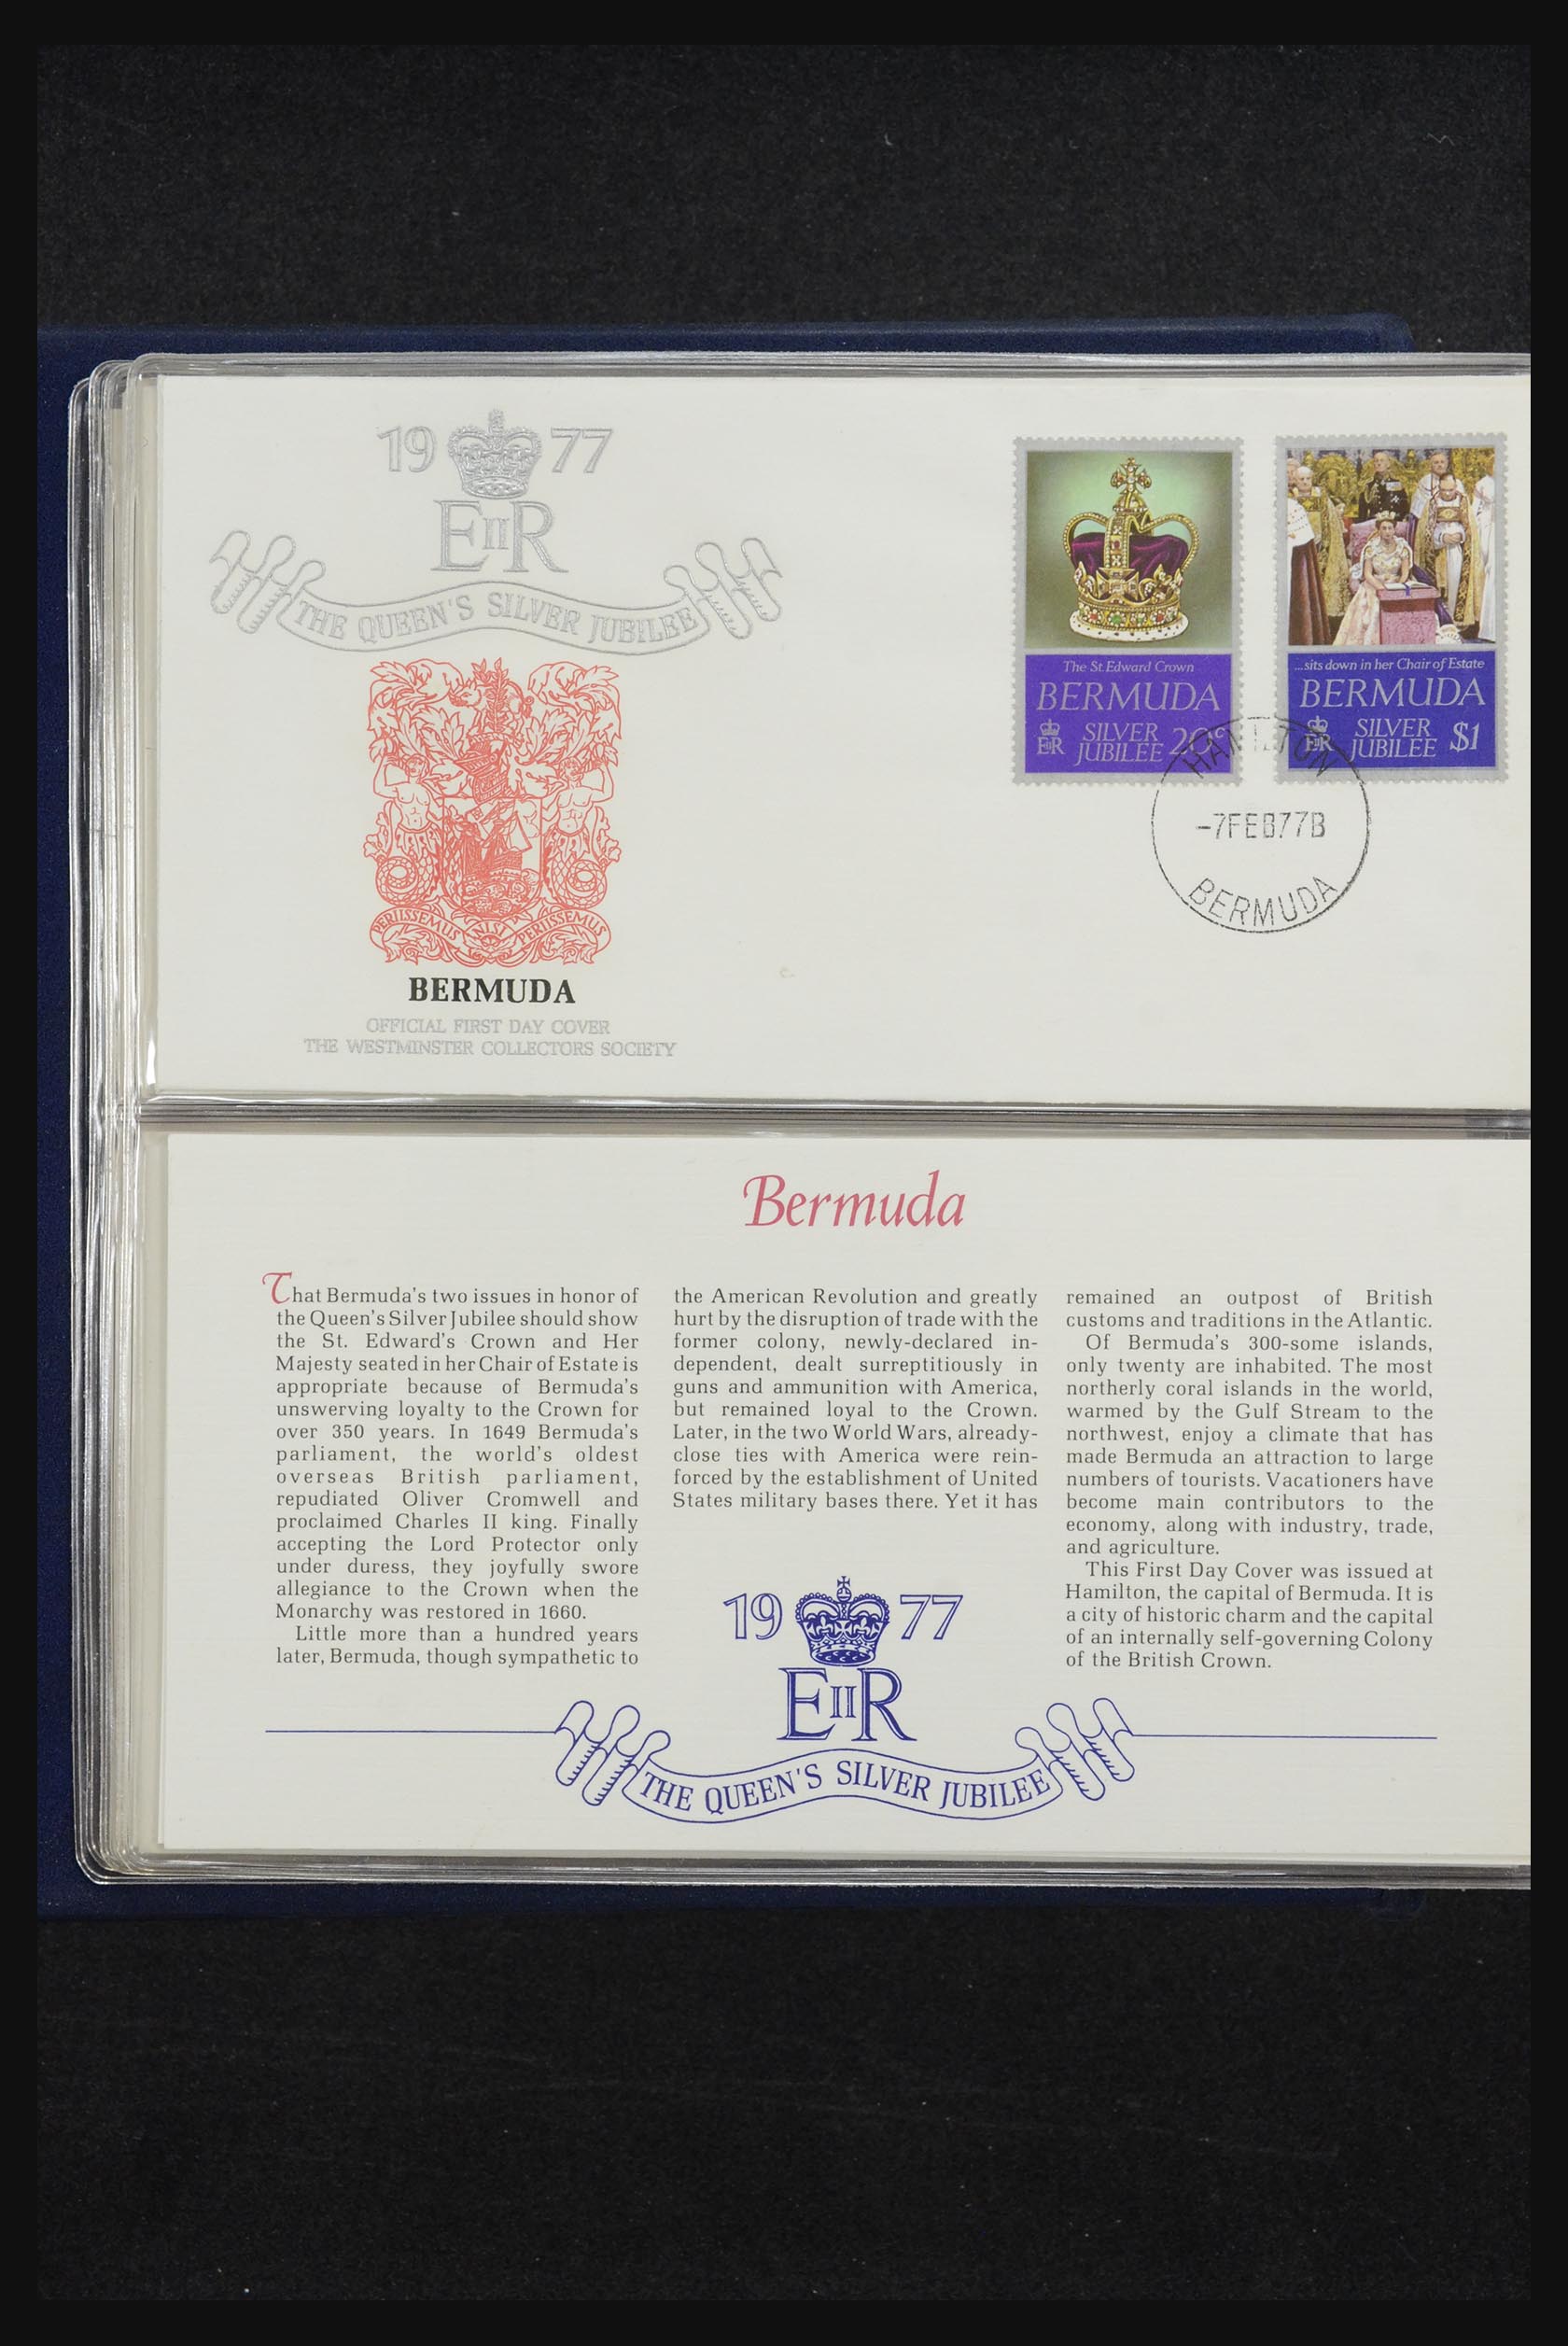 19 77
EIIR
THE QUEEN'S SILVER JUBILEE
PERIISSEMUS NISI PERIISSEMUS
BERMUDA
OFFICIAL FIRST DAY COVER
THE WESTMINSTER COLLECTORS SOCIETY
The St. Edward Crown
BERMUDA
EIIR SILVER JUBILEE 20c
...sits down in her Chair of Estate
BERMUDA
EIIR SILVER JUBILEE $1
HAMILTON
-7FEB77B
BERMUDA
Bermuda
That Bermuda's two issues in honor of
the Queen's Silver Jubilee should show
the St. Edward's Crown and Her
Majesty seated in her Chair of Estate is
appropriate because of Bermuda's
unswerving loyalty to the Crown for
over 350 years. In 1649 Bermuda's
parliament, the world's oldest
overseas British parliament,
repudiated Oliver Cromwell and
proclaimed Charles II king. Finally
accepting the Lord Protector only
under duress, they joyfully swore
allegiance to the Crown when the
Monarchy was restored in 1660.
Little more than a hundred years
later, Bermuda, though sympathetic to
the American Revolution and greatly
hurt by the disruption of trade with the
former colony, newly-declared in-
dependent, dealt surreptitiously in
guns and ammunition with America,
but remained loyal to the Crown.
Later, in the two World Wars, already-
close ties with America were rein-
forced by the establishment of United
States military bases there. Yet it has
remained an outpost of British
customs and traditions in the Atlantic.
Of Bermuda's 300-some islands,
only twenty are inhabited. The most
northerly coral islands in the world,
warmed by the Gulf Stream to the
northwest, enjoy a climate that has
made Bermuda an attraction to large
numbers of tourists. Vacationers have
become main contributors to the
economy, along with industry, trade,
and agriculture.
This First Day Cover was issued at
Hamilton, the capital of Bermuda. It is
a city of historic charm and the capital
of an internally self-governing Colony
of the British Crown.
19 77
EIIR
THE QUEEN'S SILVER JUBILEE